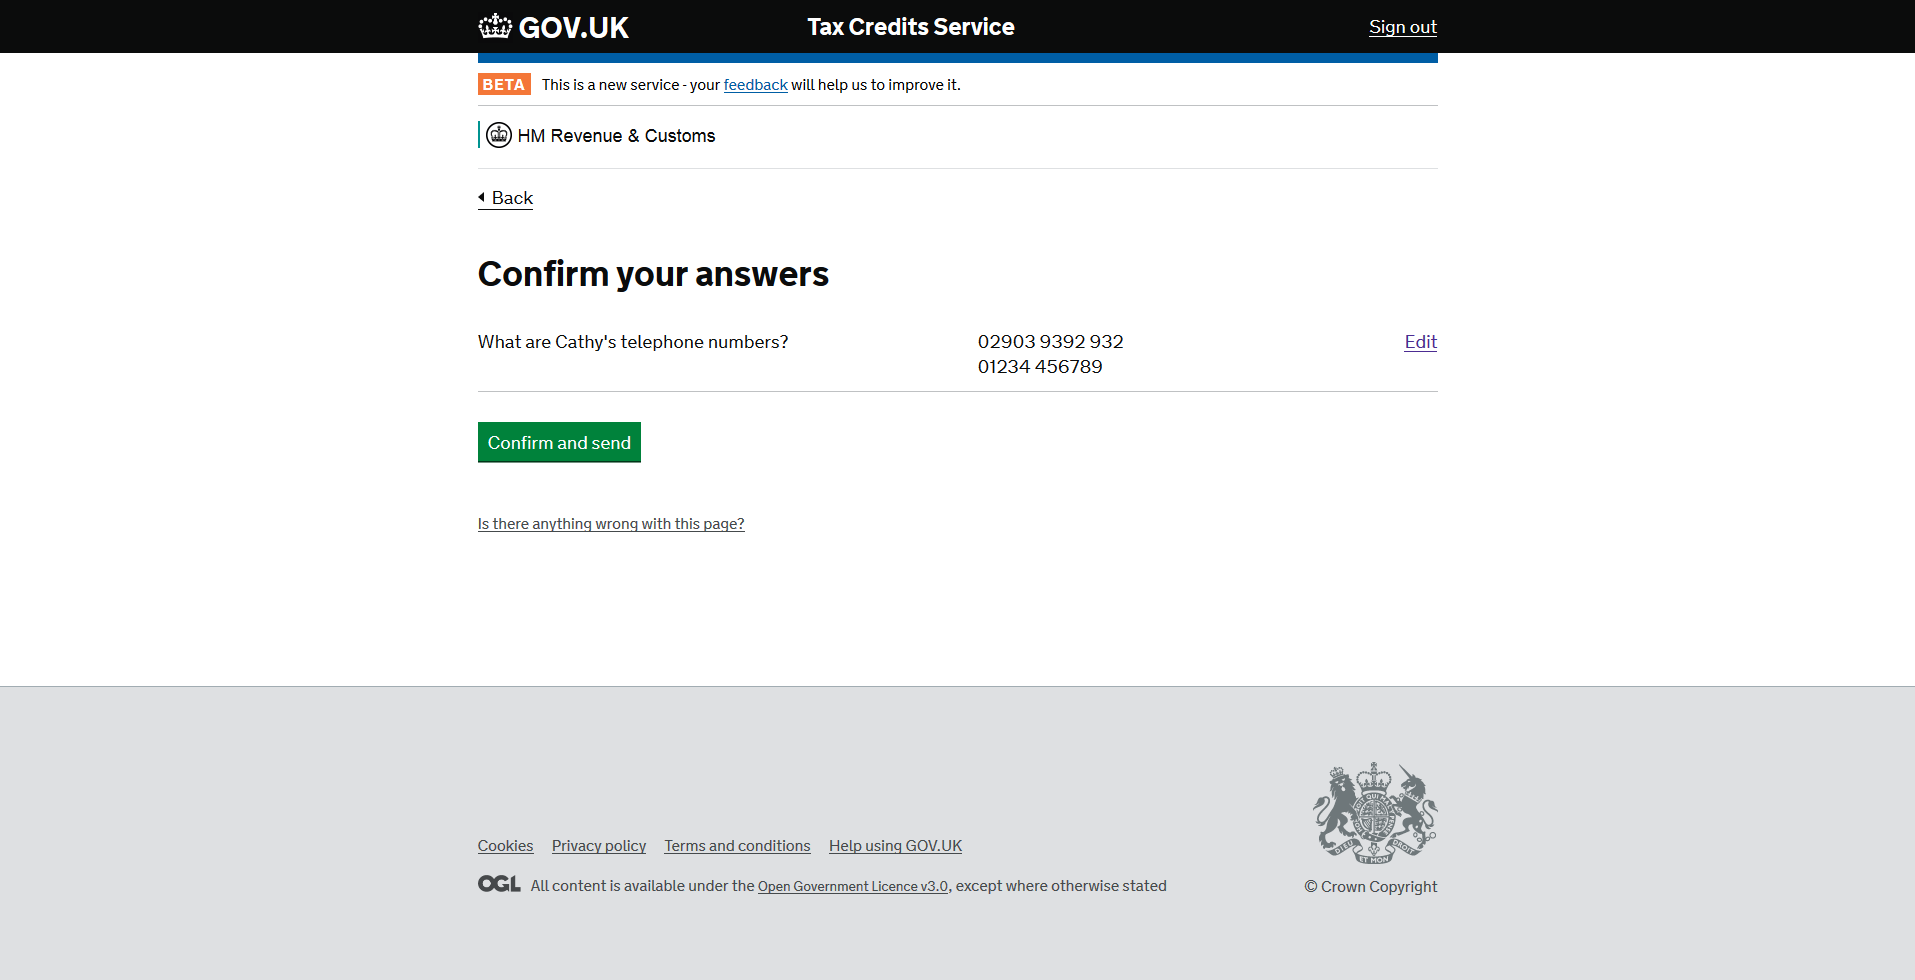 GOV.UK Tax Credits Service Sign out
BETA This is a new service - your feedback will help us to improve it.
HM Revenue & Customs
Back
Confirm your answers
What are Cathy's telephone numbers? 02903 9392 932 Edit
01234 456789
Confirm and send
Is there anything wrong with this page?
Cookies Privacy policy Terms and conditions Help using GOV.UK
OGL All content is available under the Open Government Licence v3.0, except where otherwise stated
DIEU ET MON DROIT
© Crown Copyright